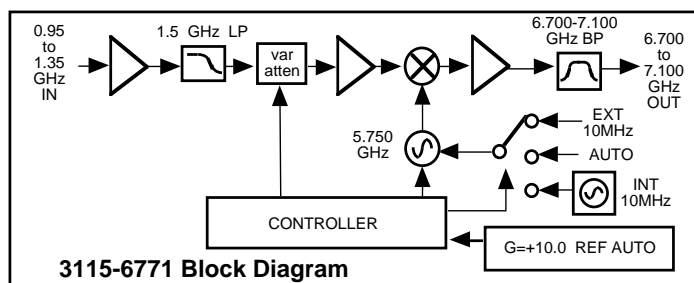 0.95
to
1.35
GHz
IN
1.5 GHz LP
var
atten
6.700-7.100
GHz BP
6.700
to
7.100
GHz
OUT
5.750
GHz
EXT
10MHz
AUTO
INT
10MHz
CONTROLLER
G=+10.0 REF AUTO
3115-6771 Block Diagram